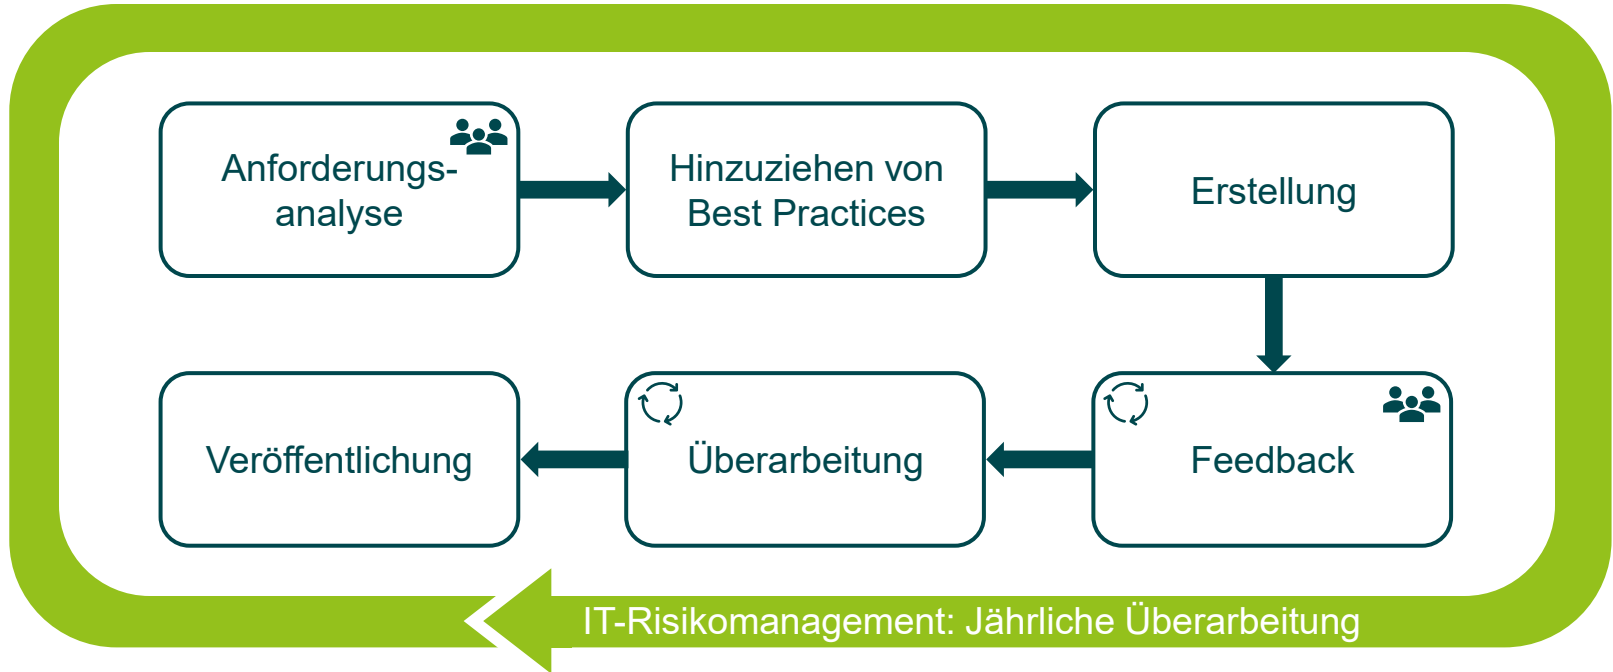 Anforderungs-
analyse
Hinzuziehen von
Best Practices
Erstellung
Veröffentlichung
Überarbeitung
Feedback
IT-Risikomanagement: Jährliche Überarbeitung